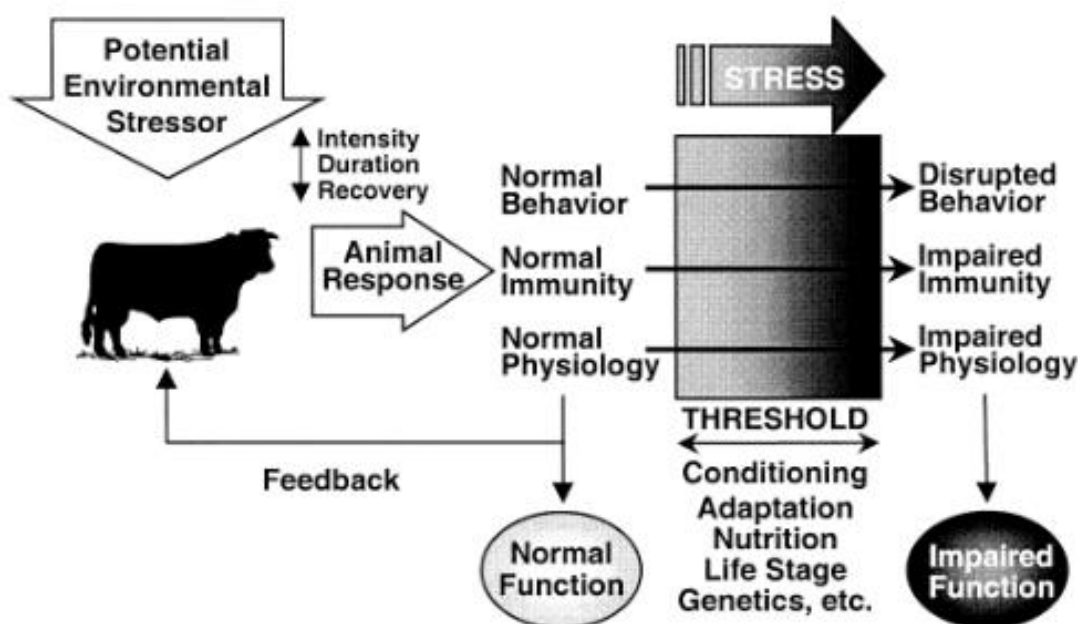 Potential
Environmental
Stressor
Intensity
Duration
Recovery
Animal
Response
Normal
Behavior
Normal
Immunity
Normal
Physiology
STRESS
Disrupted
Behavior
Impaired
Immunity
Impaired
Physiology
THRESHOLD
Conditioning
Adaptation
Nutrition
Life Stage
Genetics, etc.
Feedback
Normal
Function
Impaired
Function